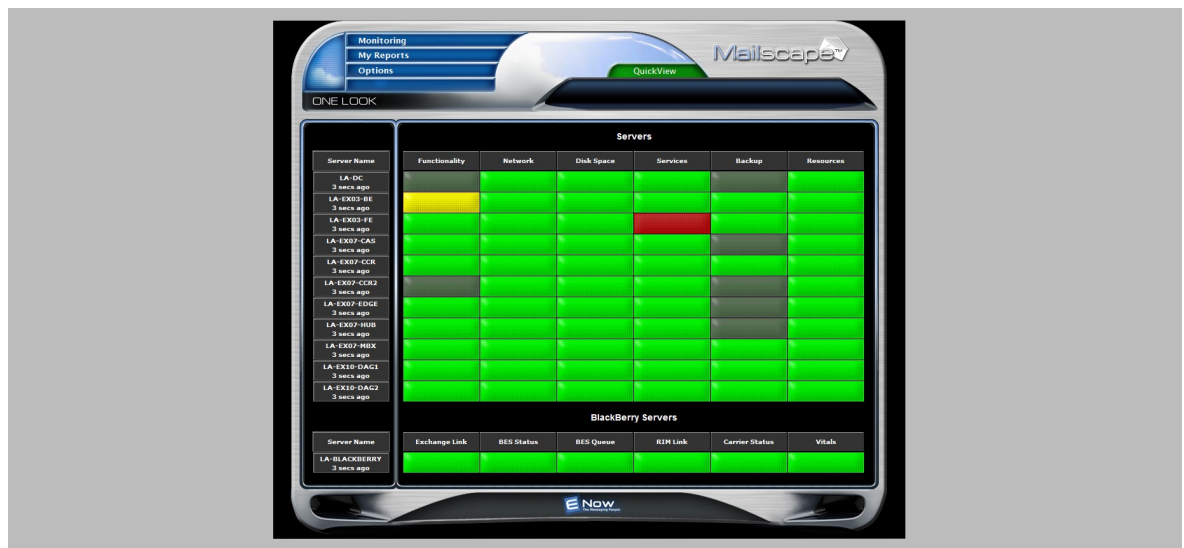 Monitoring
My Reports
Options
QuickView
Mailscape™
ONE LOOK
Servers
Server Name Functionality Network Disk Space Services Backup Resources
LA-DC
3 secs ago
LA-EX03-BE
3 secs ago
LA-EX03-FE
3 secs ago
LA-EX07-CAS
3 secs ago
LA-EX07-CCR
3 secs ago
LA-EX07-CCR2
3 secs ago
LA-EX07-EDGE
3 secs ago
LA-EX07-HUB
3 secs ago
LA-EX07-MBX
3 secs ago
LA-EX10-DAG1
3 secs ago
LA-EX10-DAG2
3 secs ago
BlackBerry Servers
Server Name Exchange Link BES Status BES Queue RIM Link Carrier Status Vitals
LA-BLACKBERRY
3 secs ago
ENow
The Messaging People